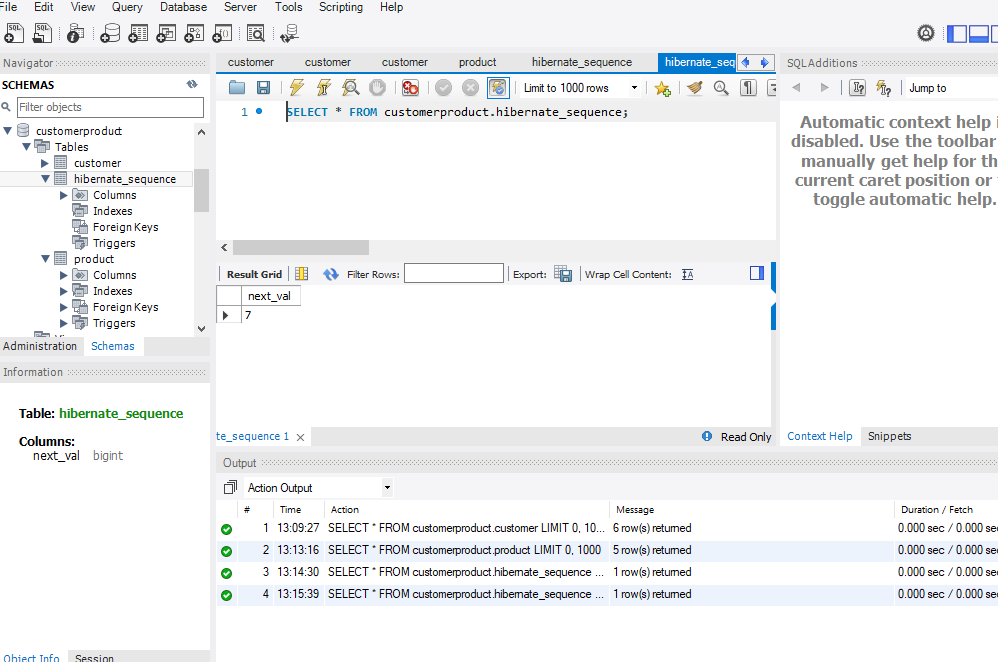 File Edit View Query Database Server Tools Scripting Help
Navigator
SCHEMAS
Filter objects
customerproduct
Tables
customer
hibernate_sequence
Columns
Indexes
Foreign Keys
Triggers
product
Columns
Indexes
Foreign Keys
Triggers
Administration Schemas
Information
Table: hibernate_sequence
Columns:
next_val bigint
Object Info Session
customer customer customer product hibernate_sequence hibernate_seq
Limit to 1000 rows
1 SELECT * FROM customerproduct.hibernate_sequence;
Result Grid Filter Rows: Export: Wrap Cell Content:
next_val
7
te_sequence 1 Read Only
SQLAdditions
Jump to
Automatic context help i
disabled. Use the toolbar
manually get help for th
current caret position or
toggle automatic help.
Context Help Snippets
Output
Action Output
# Time Action Message Duration / Fetch
1 13:09:27 SELECT * FROM customerproduct.customer LIMIT 0, 10... 6 row(s) returned 0.000 sec / 0.000 sec
2 13:13:16 SELECT * FROM customerproduct.product LIMIT 0, 1000 5 row(s) returned 0.000 sec / 0.000 sec
3 13:14:30 SELECT * FROM customerproduct.hibernate_sequence ... 1 row(s) returned 0.000 sec / 0.000 sec
4 13:15:39 SELECT * FROM customerproduct.hibernate_sequence ... 1 row(s) returned 0.000 sec / 0.000 sec